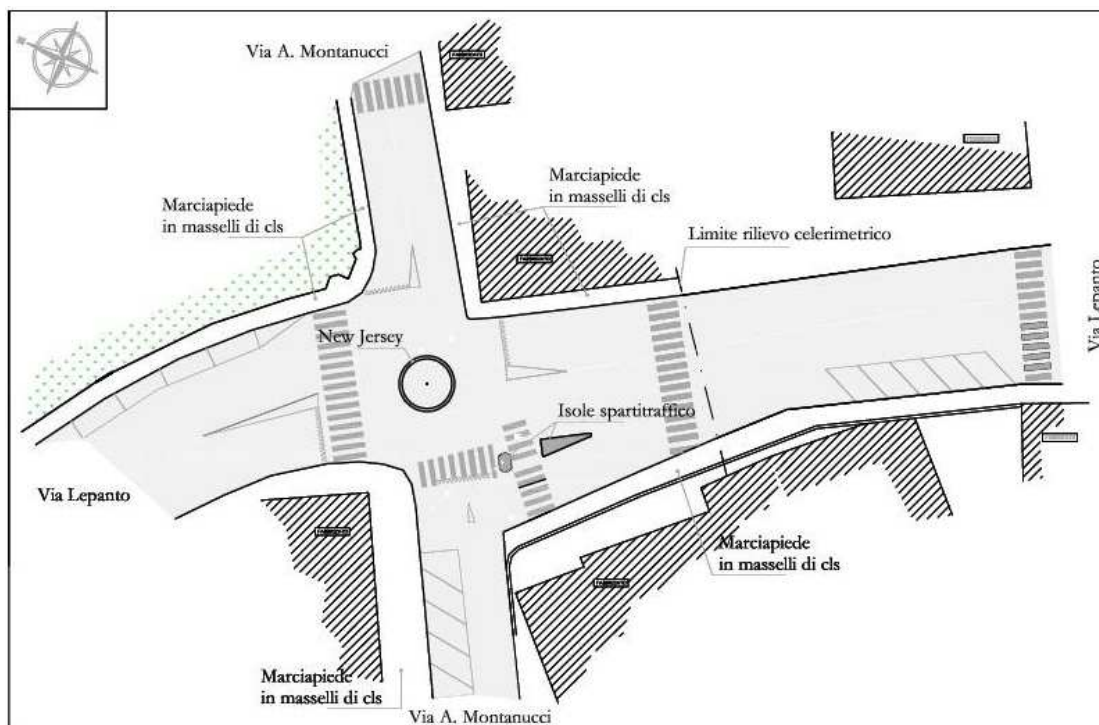 Via A. Montanucci
Marciapiede
in masselli di cls
Marciapiede
in masselli di cls
Limite rilievo celerimetrico
Via Lepanto
New Jersey
Isole spartitraffico
Via Lepanto
Marciapiede
in masselli di cls
Marciapiede
in masselli di cls
Via A. Montanucci